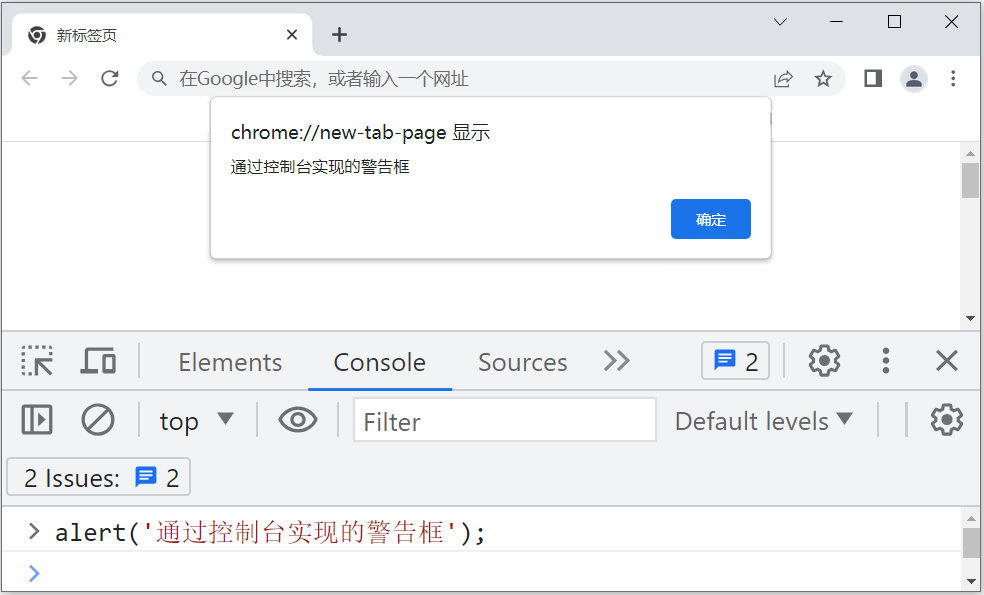 新标签页
在Google中搜索，或者输入一个网址
chrome://new-tab-page 显示
通过控制台实现的警告框
确定
Elements Console Sources 2
top Filter Default levels
2 Issues: 2
alert('通过控制台实现的警告框');